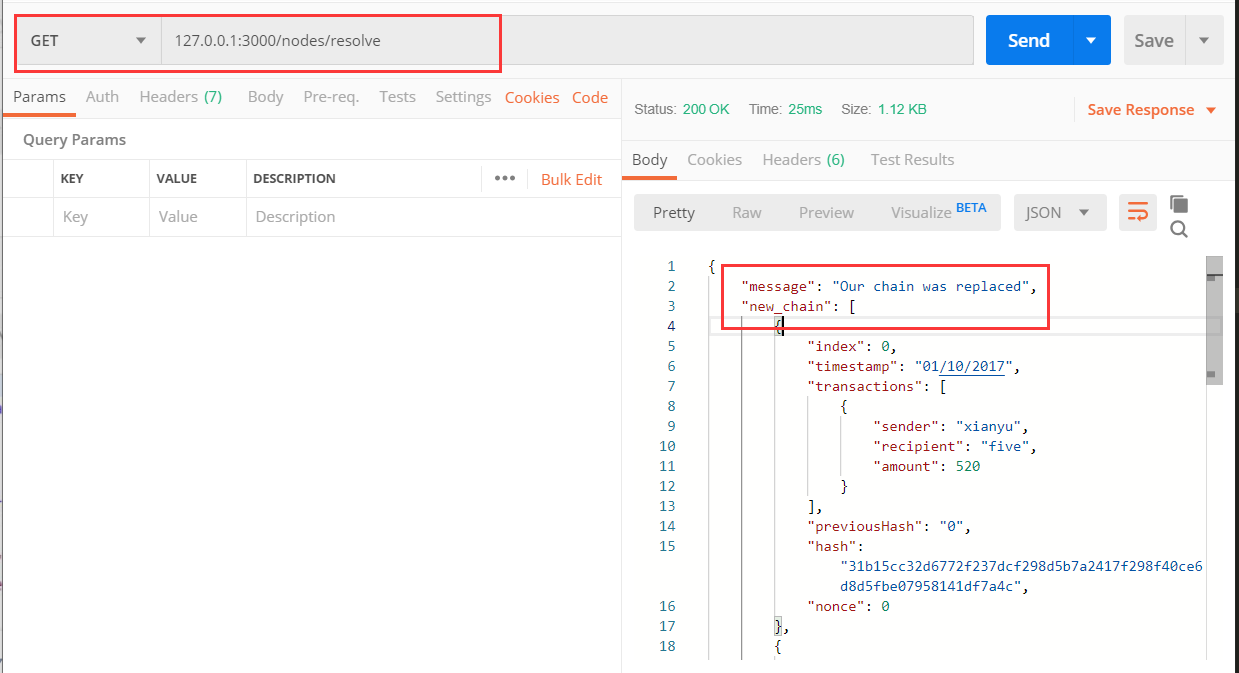 GET 127.0.0.1:3000/nodes/resolve Send Save
Params Auth Headers (7) Body Pre-req. Tests Settings Cookies Code
Query Params
KEY VALUE DESCRIPTION ••• Bulk Edit
Key Value Description
Status: 200 OK Time: 25ms Size: 1.12 KB Save Response
Body Cookies Headers (6) Test Results
Pretty Raw Preview Visualize BETA JSON
1 {
2 "message": "Our chain was replaced",
3 "new_chain": [
4 {
5 "index": 0,
6 "timestamp": "01/10/2017",
7 "transactions": [
8 {
9 "sender": "xianyu",
10 "recipient": "five",
11 "amount": 520
12 }
13 ],
14 "previousHash": "0",
15 "hash":
"31b15cc32d6772f237dcf298d5b7a2417f298f40ce6
d8d5fbe07958141df7a4c",
16 "nonce": 0
17 },
18 {